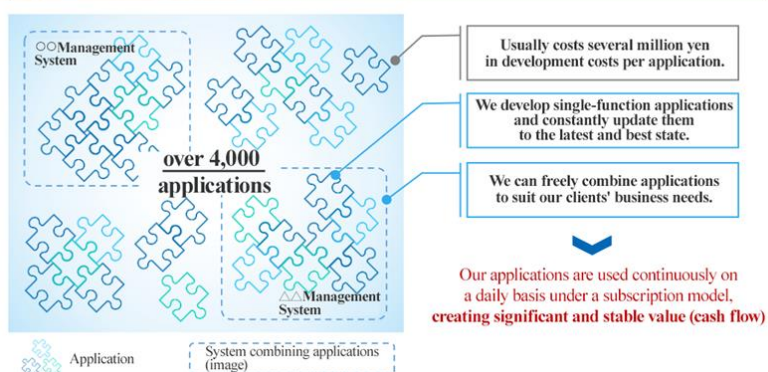 ○○Management
System
over 4,000
applications
△△Management
System
Application
System combining applications
(image)
Usually costs several million yen
in development costs per application.
We develop single-function applications
and constantly update them
to the latest and best state.
We can freely combine applications
to suit our clients' business needs.
Our applications are used continuously on
a daily basis under a subscription model,
creating significant and stable value (cash flow)